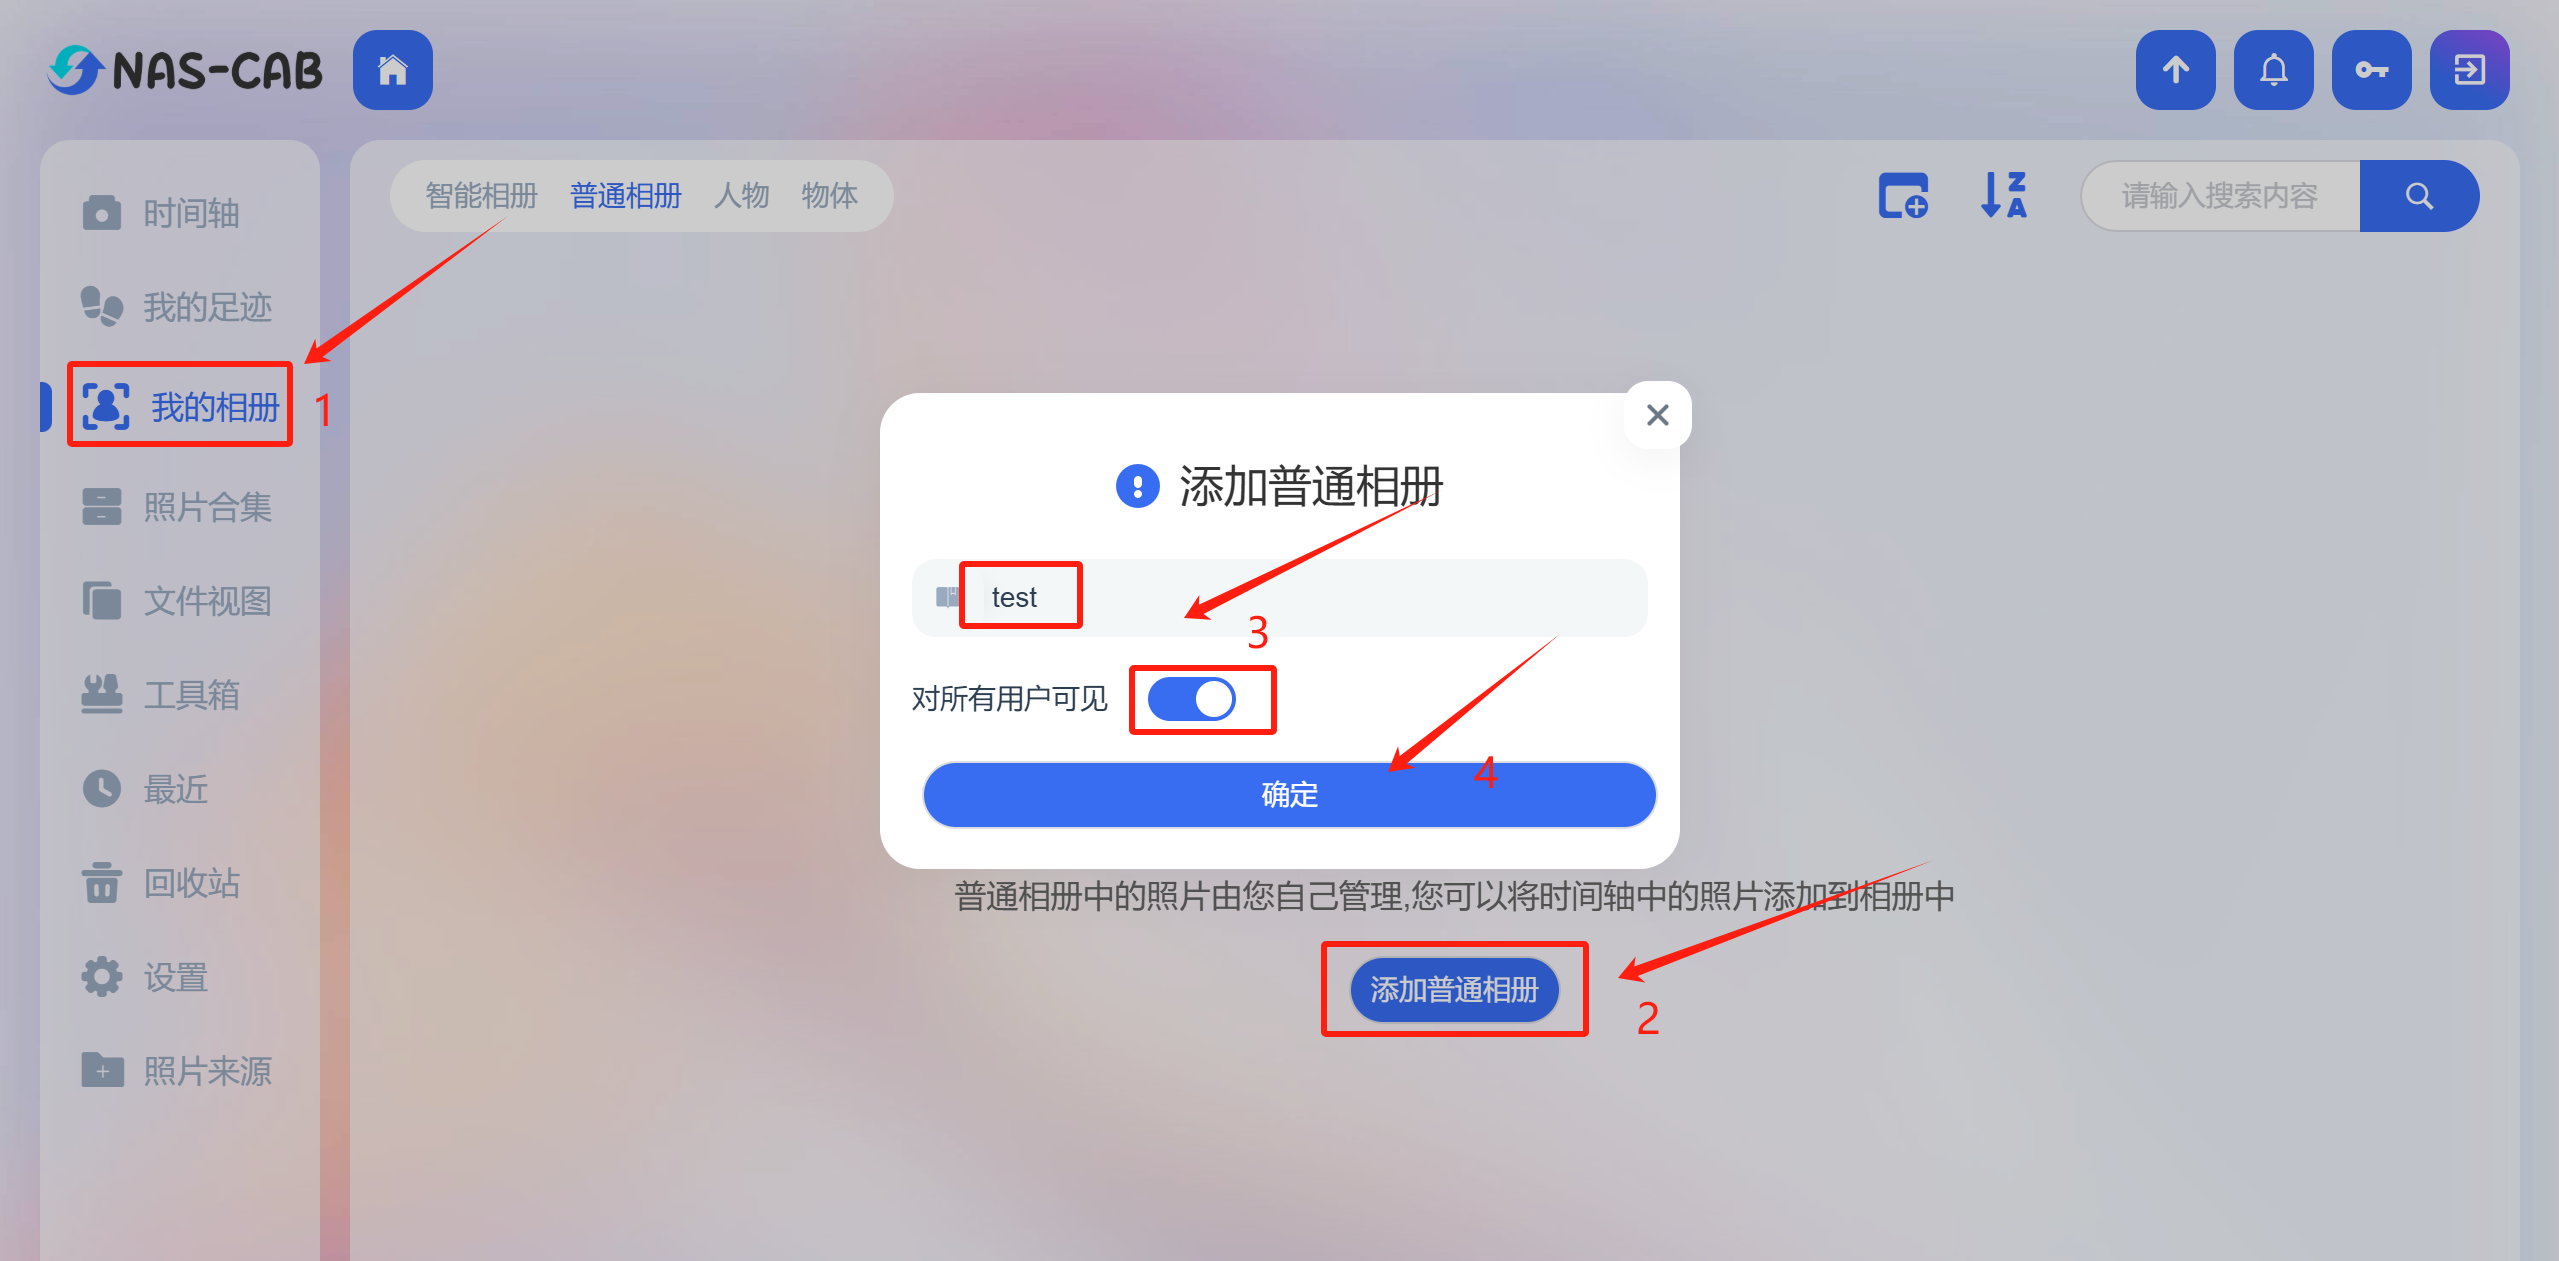 NAS-CAB
智能相册 普通相册 人物 物体
Z
A
请输入搜索内容
时间轴
我的足迹
我的相册
1
照片合集
文件视图
工具箱
最近
回收站
设置
照片来源
添加普通相册
test
3
对所有用户可见
4
确定
普通相册中的照片由您自己管理,您可以将时间轴中的照片添加到相册中
添加普通相册
2